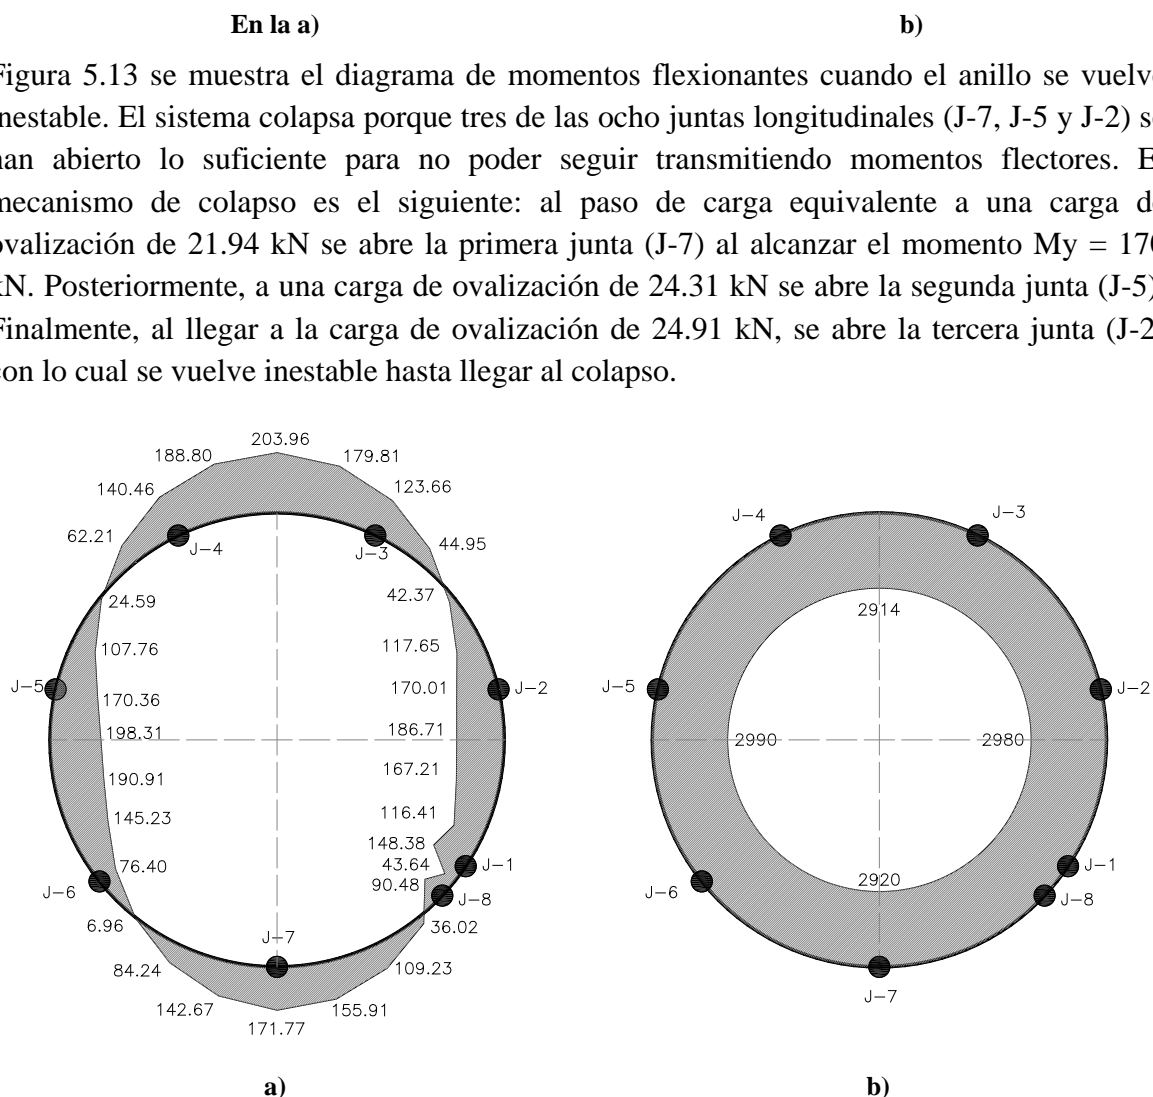 En la a) b)
Figura 5.13 se muestra el diagrama de momentos flexionantes cuando el anillo se vuelve
inestable. El sistema colapsa porque tres de las ocho juntas longitudinales (J-7, J-5 y J-2) se
han abierto lo suficiente para no poder seguir transmitiendo momentos flectores. El
mecanismo de colapso es el siguiente: al paso de carga equivalente a una carga de
ovalización de 21.94 kN se abre la primera junta (J-7) al alcanzar el momento My = 170
kN. Posteriormente, a una carga de ovalización de 24.31 kN se abre la segunda junta (J-5)
Finalmente, al llegar a la carga de ovalización de 24.91 kN, se abre la tercera junta (J-2)
con lo cual se vuelve inestable hasta llegar al colapso.
203.96
188.80
179.81
140.46
123.66
62.21
44.95
J-4
J-3
24.59
42.37
107.76
117.65
J-5
170.36
170.01
J-2
198.31
186.71
190.91
167.21
145.23
116.41
148.38
76.40
43.64
J-1
90.48
J-6
J-8
6.96
36.02
J-7
84.24
109.23
142.67
155.91
171.77
J-4
J-3
2914
J-5
J-2
2990
2980
J-1
J-6
2920
J-8
J-7
a) b)